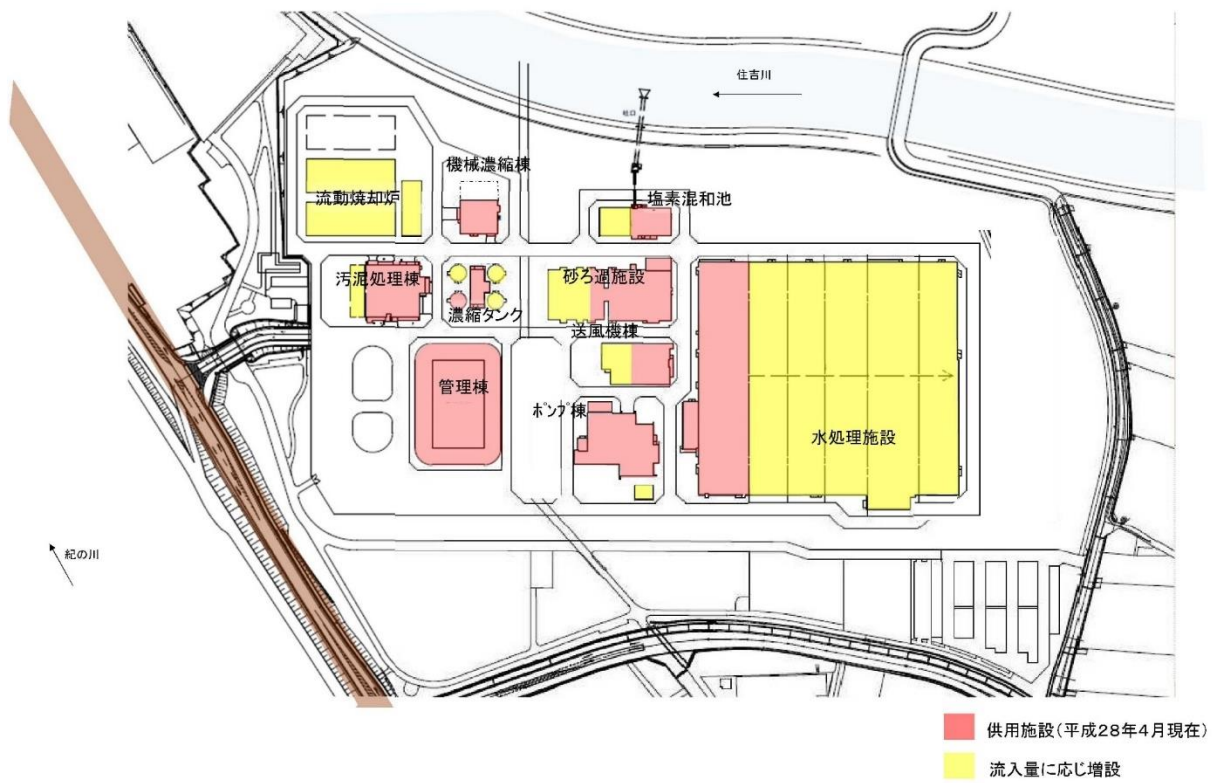 住吉川
吐口
機械濃縮棟
塩素混和池
流動焼却炉
汚泥処理棟
砂ろ過施設
濃縮タンク
送風機棟
管理棟
ポンプ棟
水処理施設
紀の川
供用施設(平成28年4月現在)
流入量に応じ増設